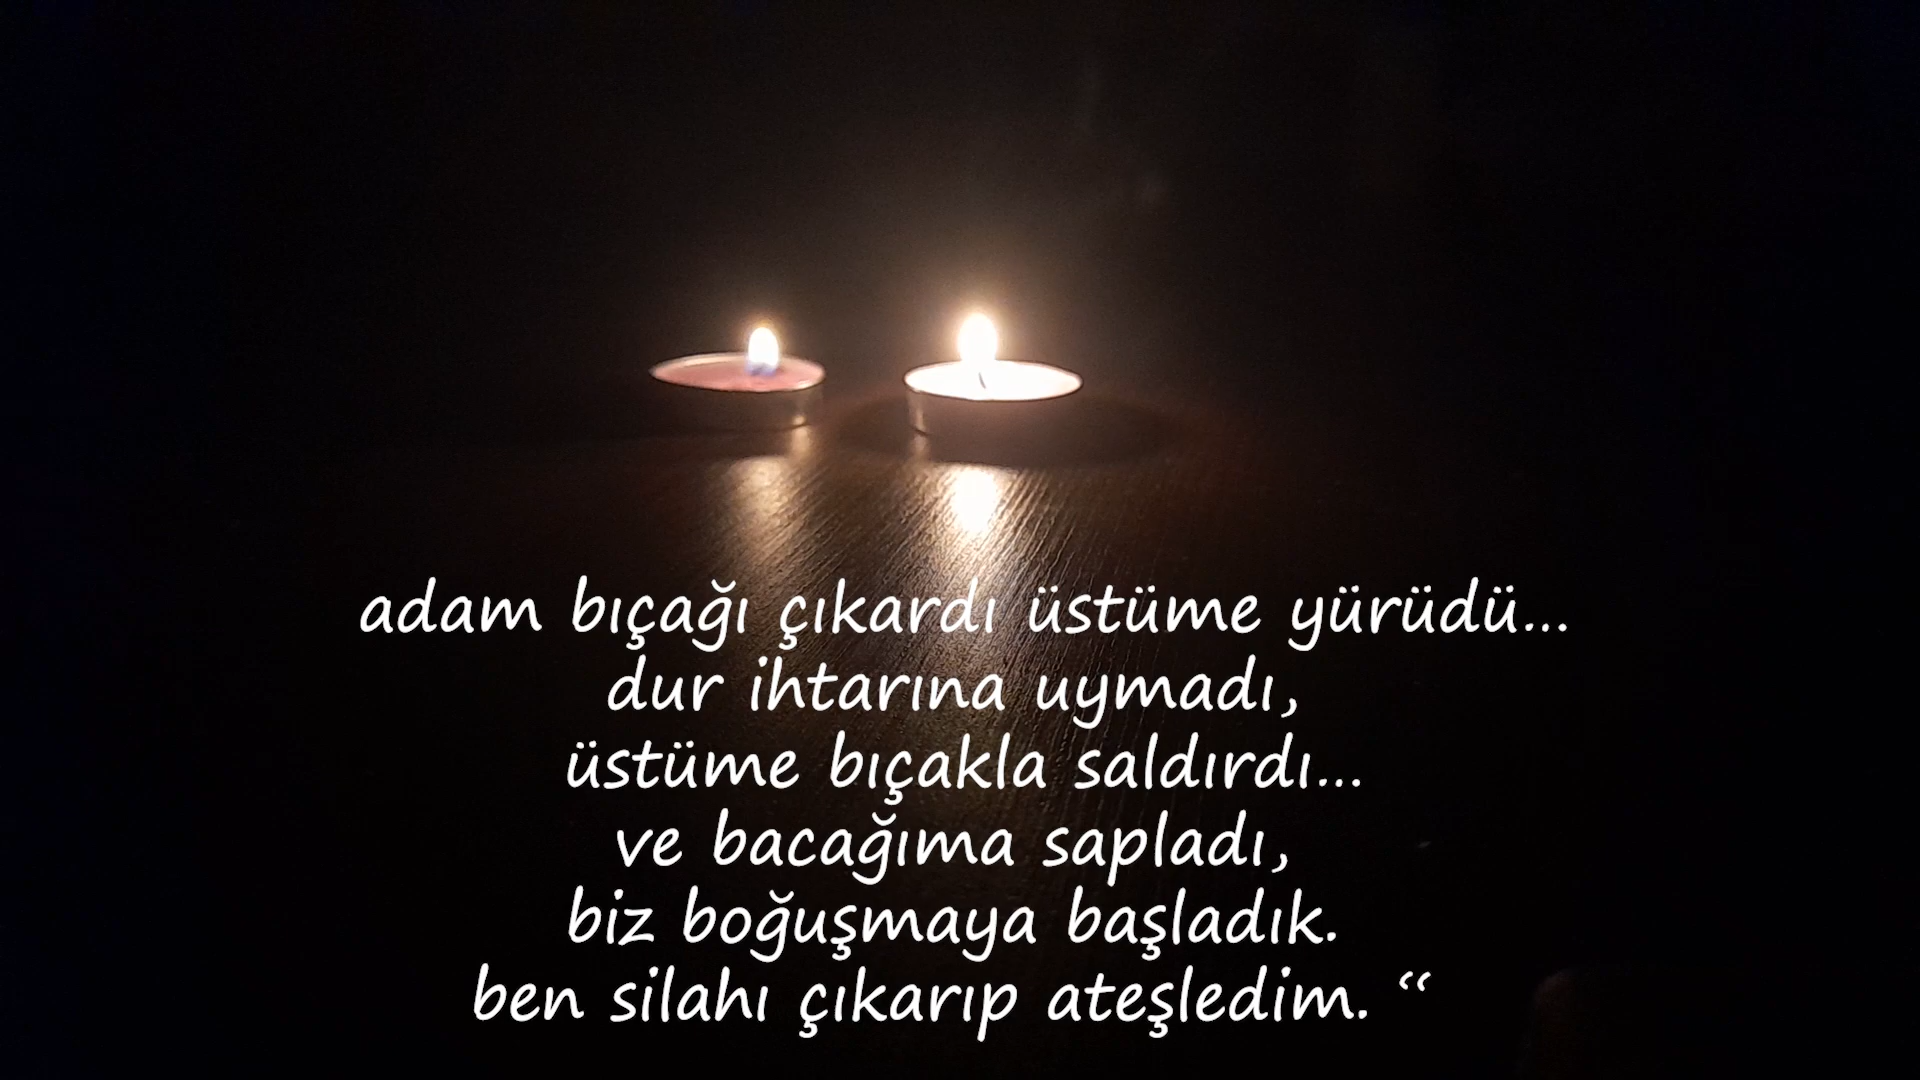 adam bıçağı çıkardı üstüme yürüdü...
dur ihtarına uymadı,
üstüme bıçakla saldırdı...
ve bacağıma sapladı,
biz boğuşmaya başladık.
ben silahı çıkarıp ateşledim. “